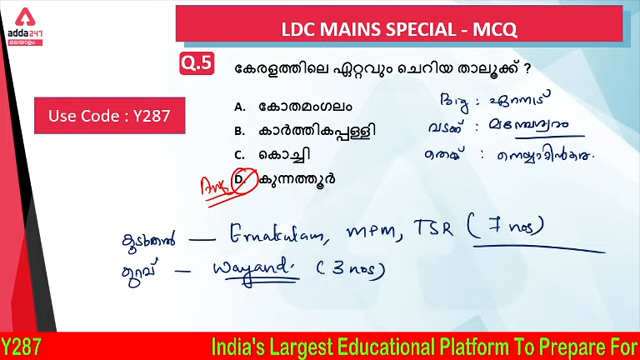 adda247
മലയാളം
LDC MAINS SPECIAL - MCQ
Q.5
കേരളത്തിലെ ഏറ്റവും ചെറിയ താലൂക്ക് ?
Use Code : Y287
A. കോതമംഗലം
B. കാർത്തികപ്പള്ളി
C. കൊച്ചി
Ans D. കുന്നത്തൂർ
Big : ഏറനാട്
വടക്ക് : മഞ്ചേശ്വരം
തെക്ക് : നെയ്യാറ്റിൻകര.
കൂടുതൽ — Ernakulam, MPM, TSR (7 nos)
കുറവ് — Wayand. (3 nos)
Y287
India's Largest Educational Platform To Prepare For